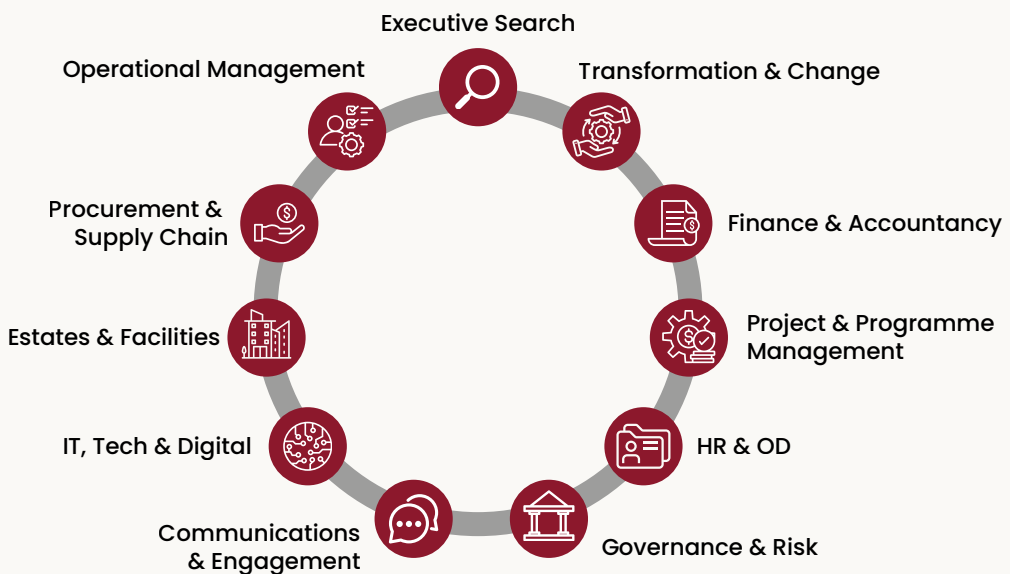 Executive Search
Operational Management
Transformation & Change
Procurement &
Supply Chain
Finance & Accountancy
Estates & Facilities
Project & Programme
Management
IT, Tech & Digital
HR & OD
Communications
& Engagement
Governance & Risk